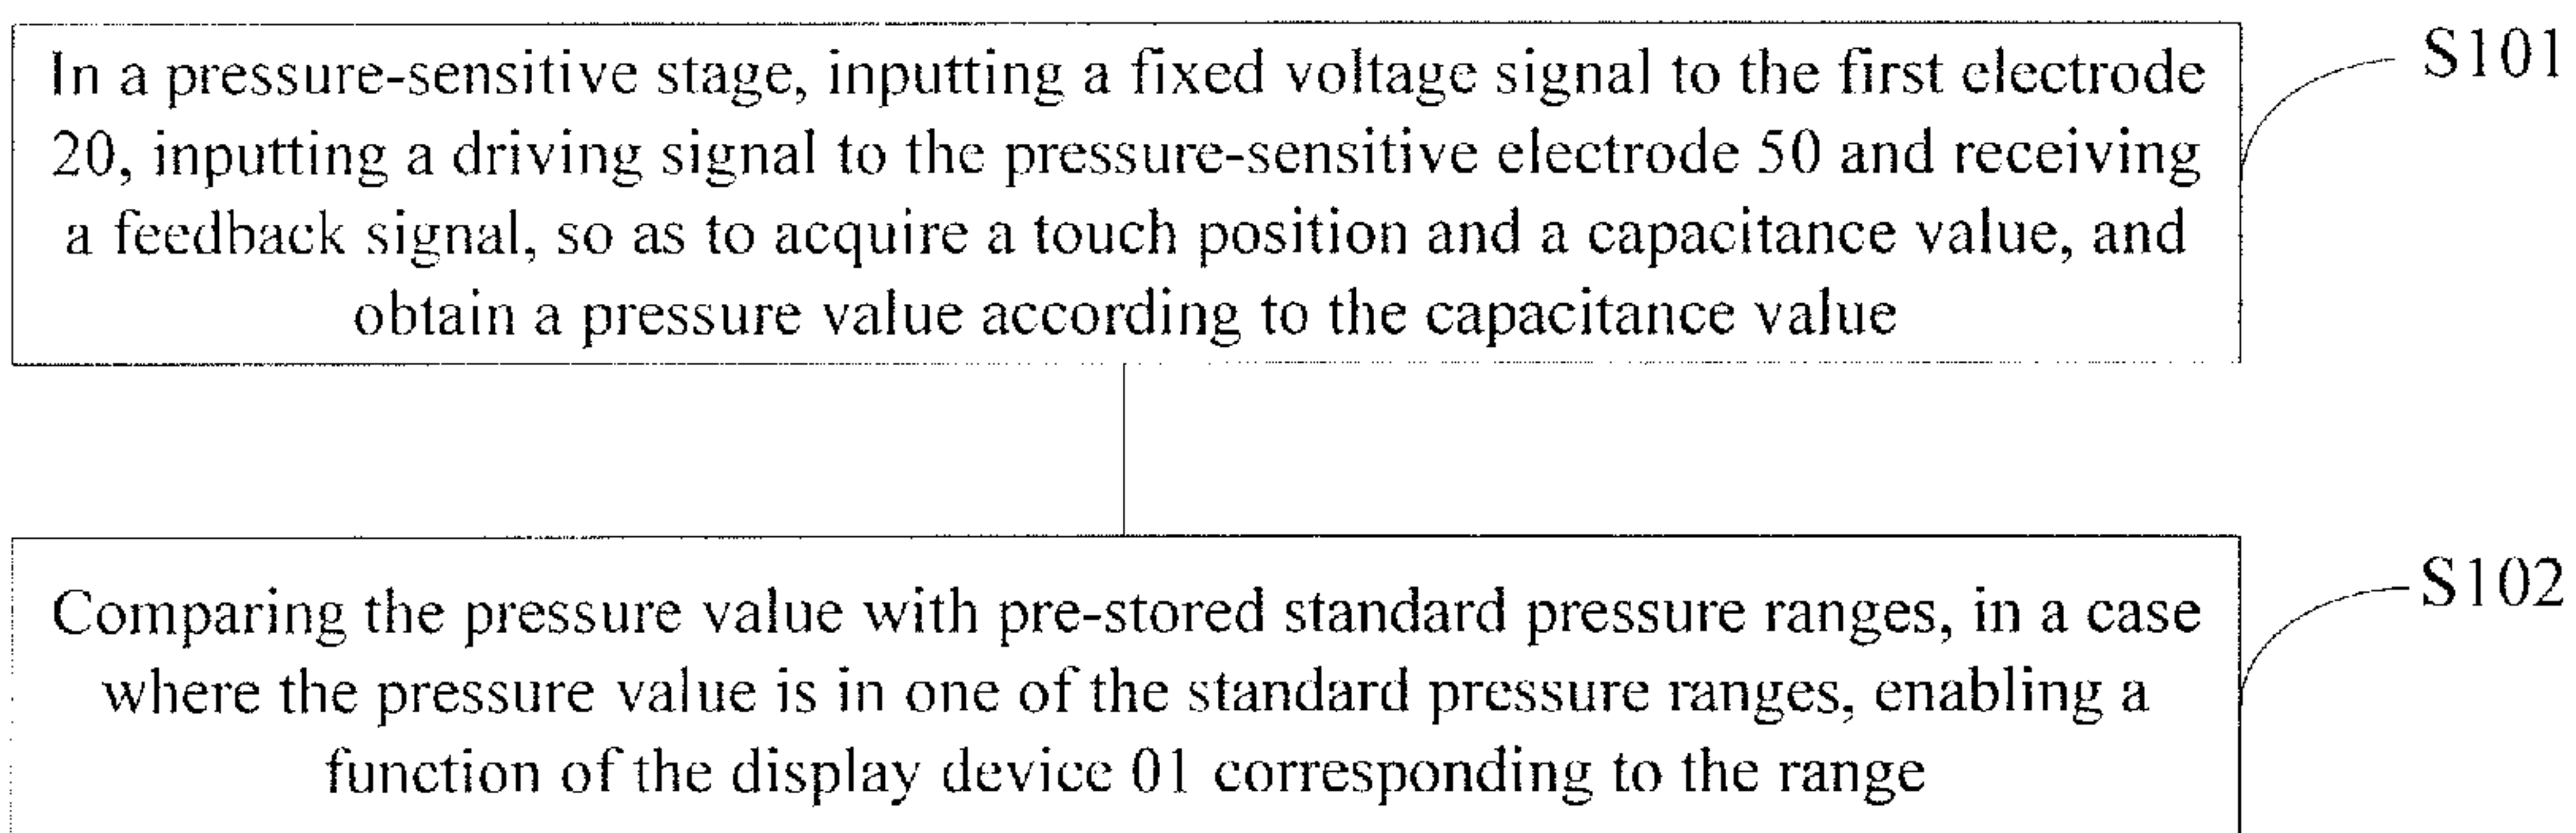 In a pressure-sensitive stage, inputting a fixed voltage signal to the first electrode
20, inputting a driving signal to the pressure-sensitive electrode 50 and receiving
a feedback signal, so as to acquire a touch position and a capacitance value, and
obtain a pressure value according to the capacitance value
S101
Comparing the pressure value with pre-stored standard pressure ranges, in a case
where the pressure value is in one of the standard pressure ranges, enabling a
function of the display device 01 corresponding to the range
S102